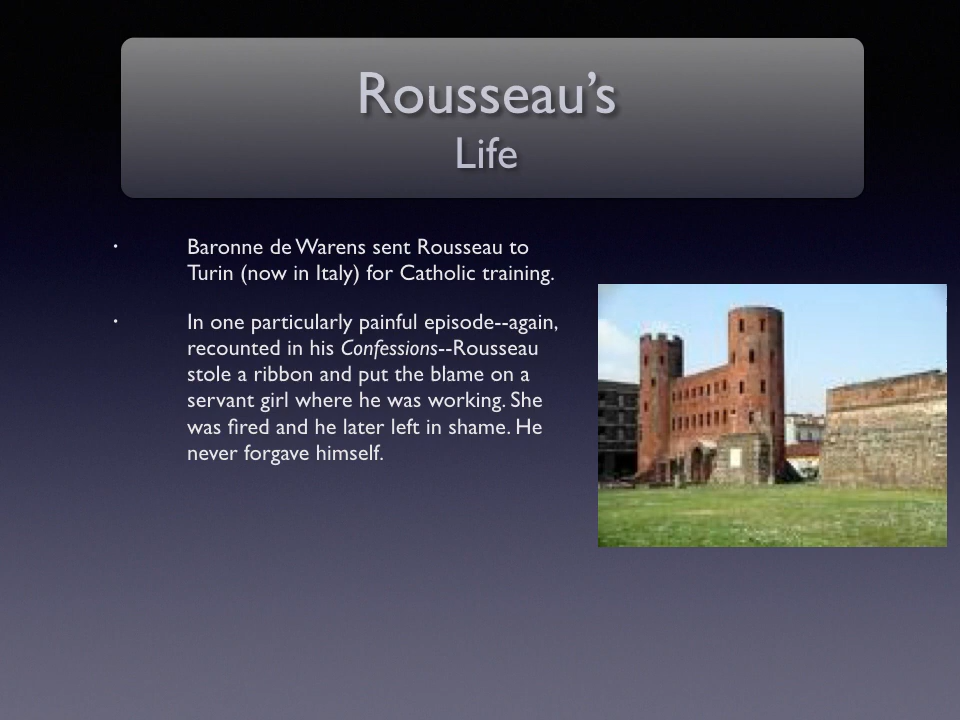 Rousseau’s
Life
· Baronne de Warens sent Rousseau to
Turin (now in Italy) for Catholic training.
· In one particularly painful episode--again,
recounted in his Confessions--Rousseau
stole a ribbon and put the blame on a
servant girl where he was working. She
was fired and he later left in shame. He
never forgave himself.